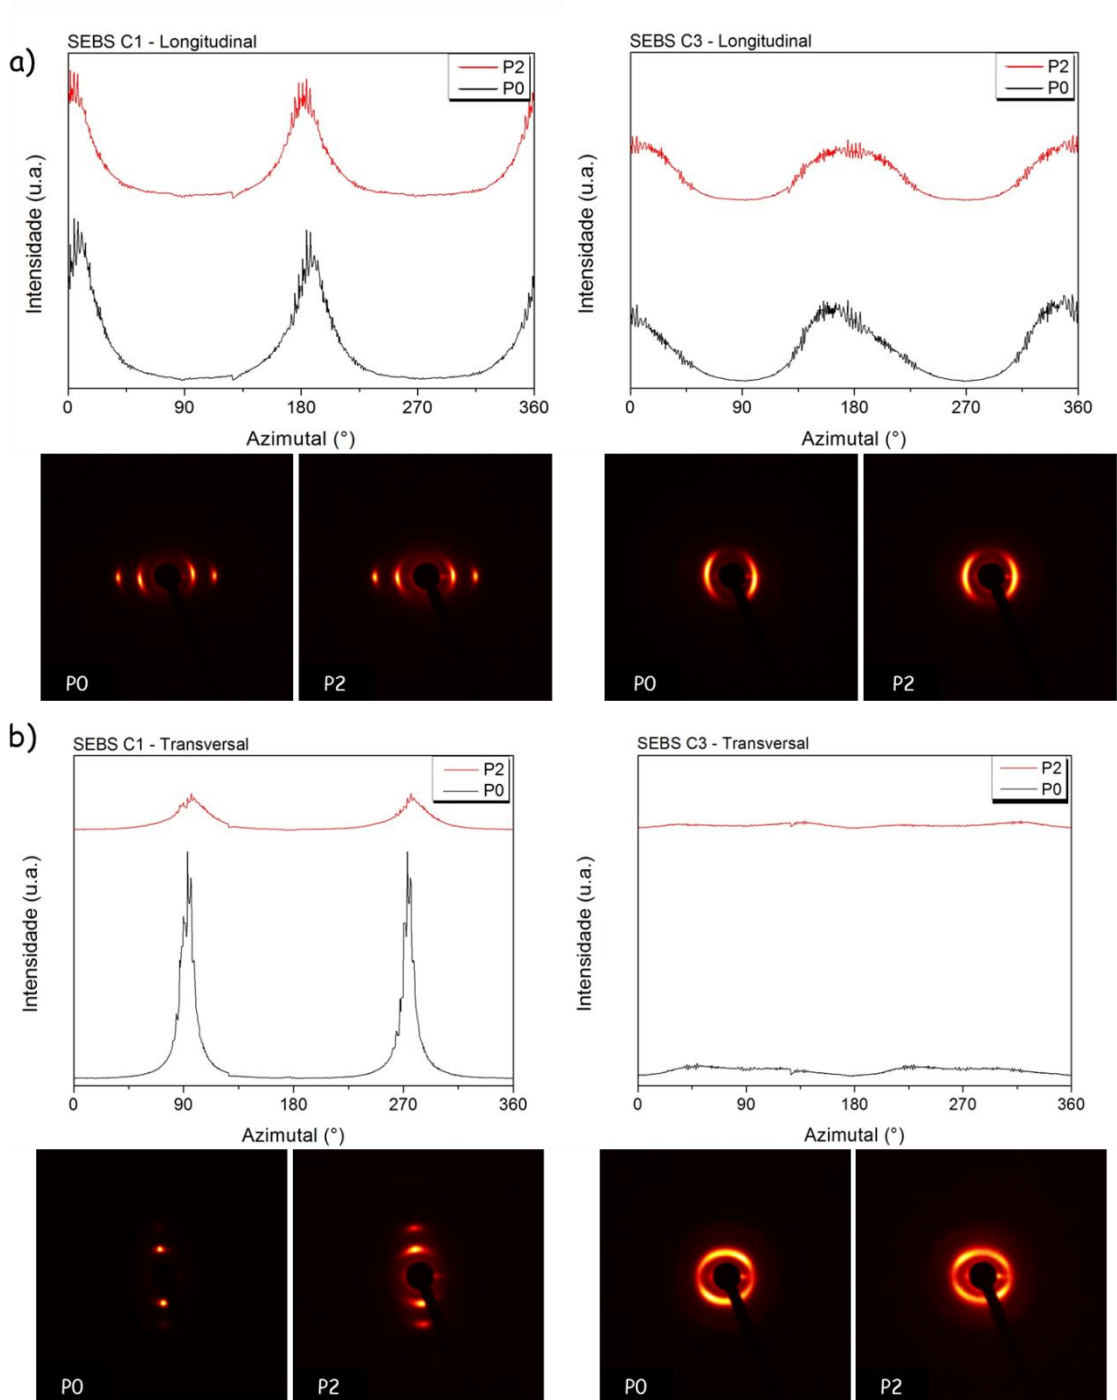 a)
SEBS C1 - Longitudinal
P2
P0
Intensidade (u.a.)
0 90 180 270 360
Azimutal (°)
SEBS C3 - Longitudinal
P2
P0
Intensidade (u.a.)
0 90 180 270 360
Azimutal (°)
P0
P2
P0
P2
b)
SEBS C1 - Transversal
P2
P0
Intensidade (u.a.)
0 90 180 270 360
Azimutal (°)
SEBS C3 - Transversal
P2
P0
Intensidade (u.a.)
0 90 180 270 360
Azimutal (°)
P0
P2
P0
P2